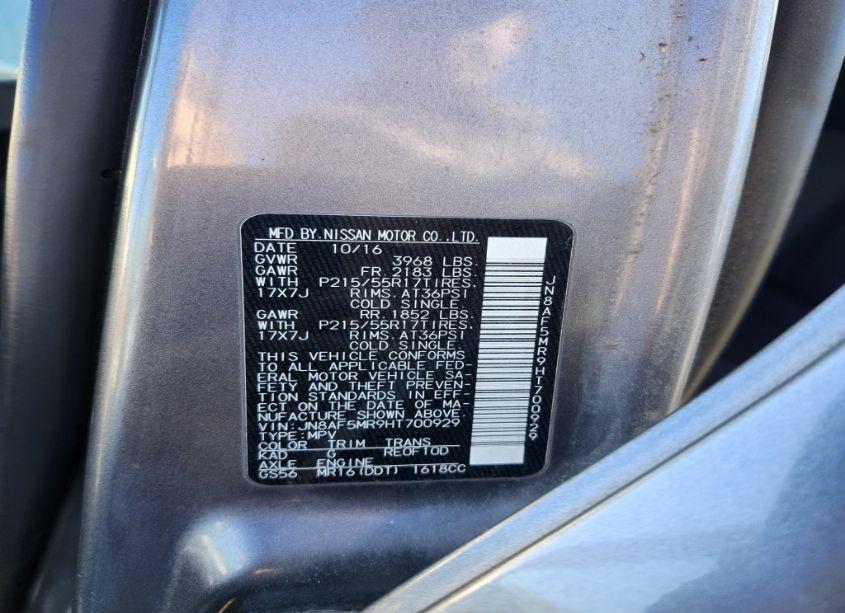 MFD BY.NISSAN MOTOR CO.,LTD.
DATE 10/16
GVWR 3968 LBS.
GAWR FR. 2183 LBS.
WITH P215/55R17TIRES.
17X7J RIMS.AT36PSI
COLD SINGLE.
GAWR RR. 1852 LBS.
WITH P215/55R17TIRES.
17X7J RIMS.AT36PSI
COLD SINGLE.
THIS VEHICLE CONFORMS
TO ALL APPLICABLE FED-
ERAL MOTOR VEHICLE SA-
FETY AND THEFT PREVEN-
TION STANDARDS IN EFF-
ECT ON THE DATE OF MA-
NUFACTURE SHOWN ABOVE.
VIN:JN8AF5MR9HT700929
TYPE:MPV
COLOR TRIM TRANS
KAD G RE0F10D
AXLE ENGINE
GS56 MR16(DDT) 1618CC
JN8AF5MR9HT700929